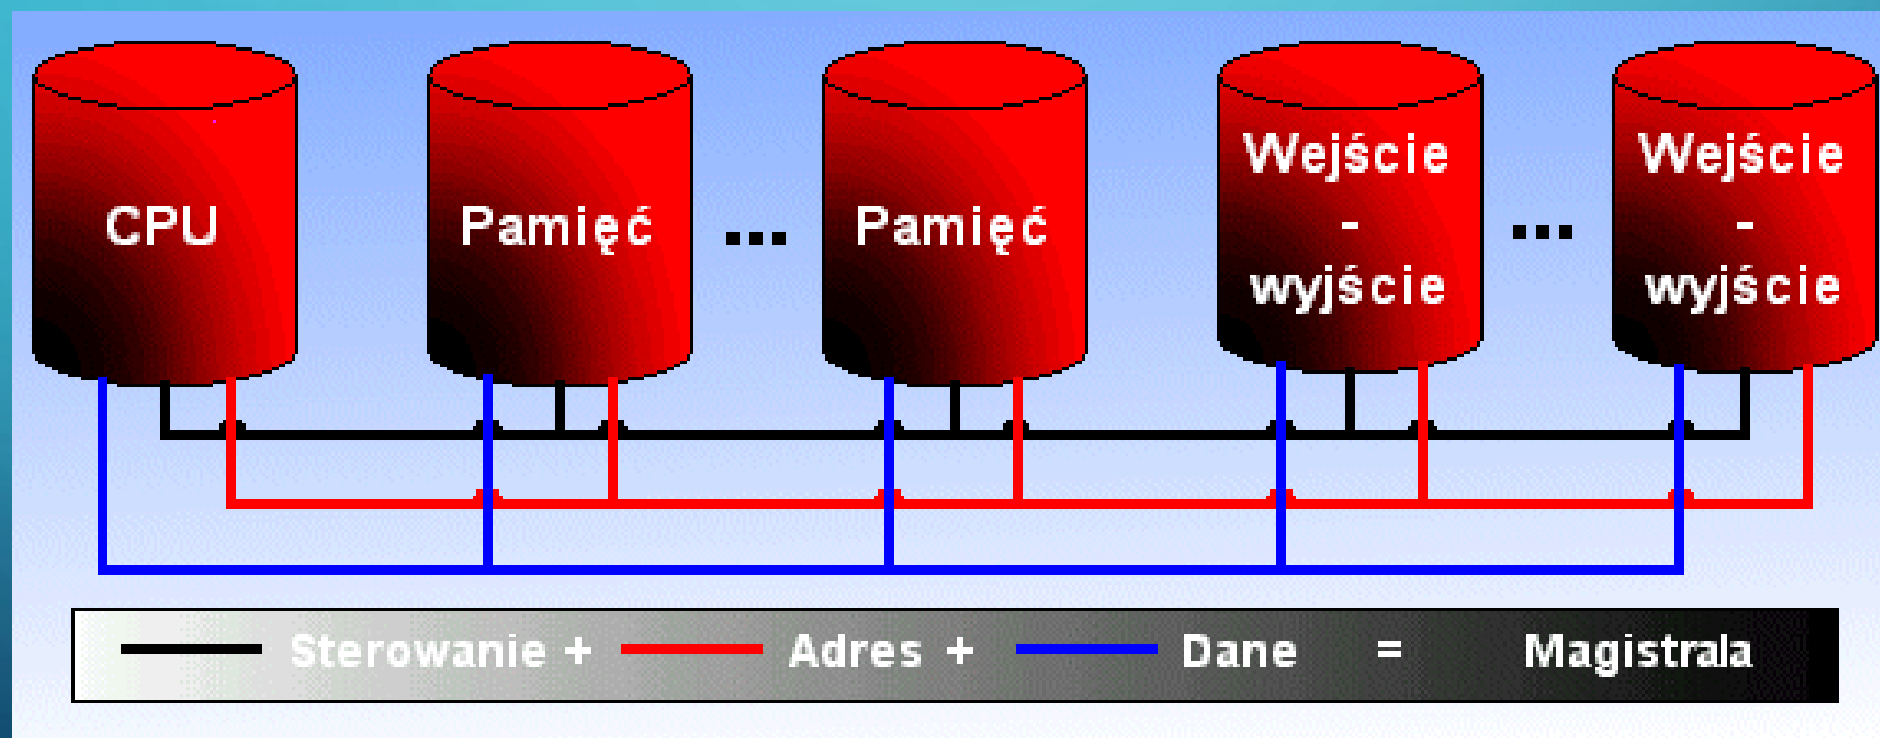 CPU
Pamięć
...
Pamięć
Wejście
-
wyjście
...
Wejście
-
wyjście
Sterowanie + Adres + Dane = Magistrala